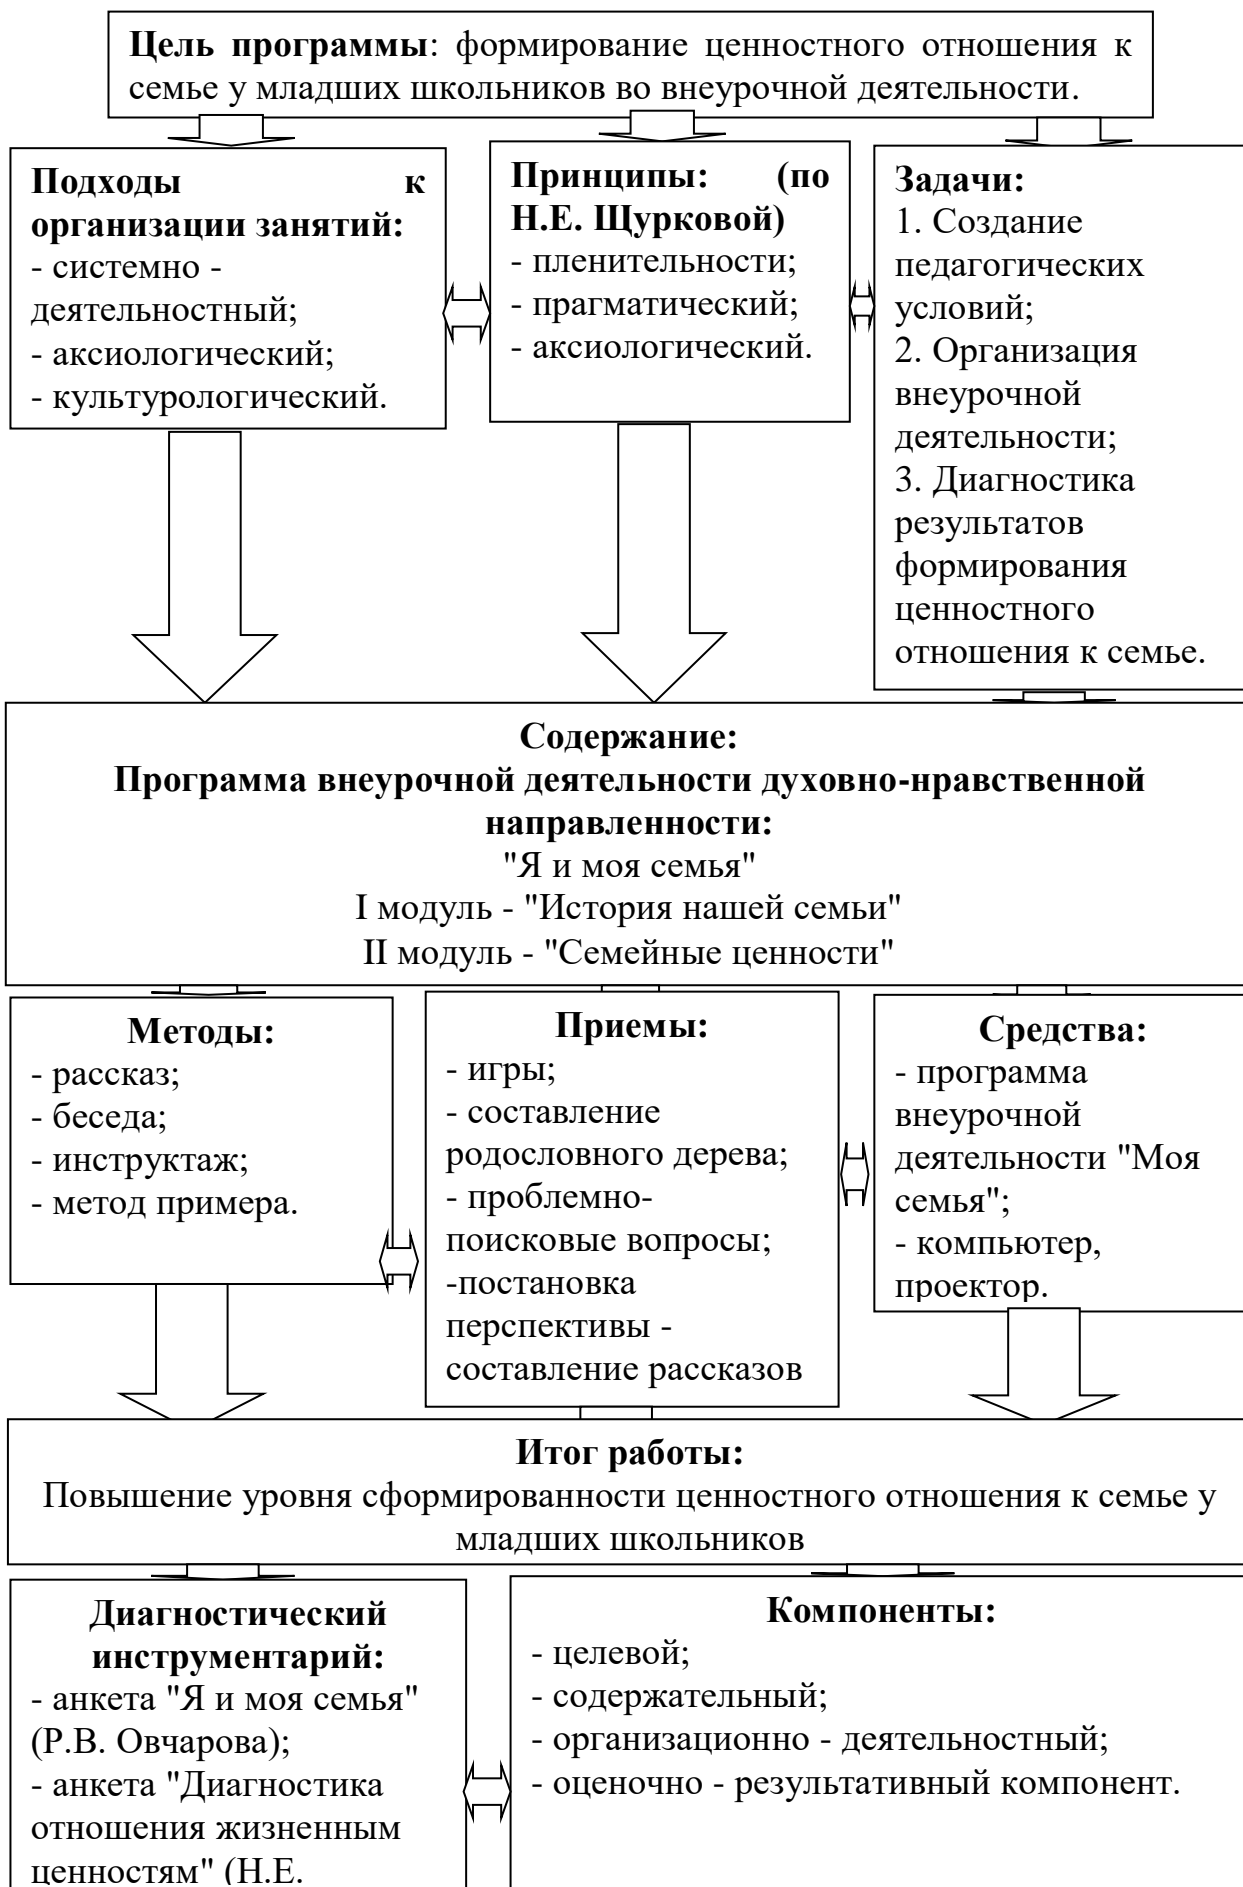 Цель программы: формирование ценностного отношения к
семье у младших школьников во внеурочной деятельности.
Подходы к
организации занятий:
- системно -
деятельностный;
- аксиологический;
- культурологический.
Принципы: (по
Н.Е. Щурковой)
- пленительности;
- прагматический;
- аксиологический.
Задачи:
1. Создание
педагогических
условий;
2. Организация
внеурочной
деятельности;
3. Диагностика
результатов
формирования
ценностного
отношения к семье.
Содержание:
Программа внеурочной деятельности духовно-нравственной
направленности:
"Я и моя семья"
I модуль - "История нашей семьи"
II модуль - "Семейные ценности"
Методы:
- рассказ;
- беседа;
- инструктаж;
- метод примера.
Приемы:
- игры;
- составление
родословного дерева;
- проблемно-
поисковые вопросы;
-постановка
перспективы -
составление рассказов
Средства:
- программа
внеурочной
деятельности "Моя
семья";
- компьютер,
проектор.
Итог работы:
Повышение уровня сформированности ценностного отношения к семье у
младших школьников
Диагностический
инструментарий:
- анкета "Я и моя семья"
(Р.В. Овчарова);
- анкета "Диагностика
отношения жизненным
ценностям" (Н.Е.
Компоненты:
- целевой;
- содержательный;
- организационно - деятельностный;
- оценочно - результативный компонент.